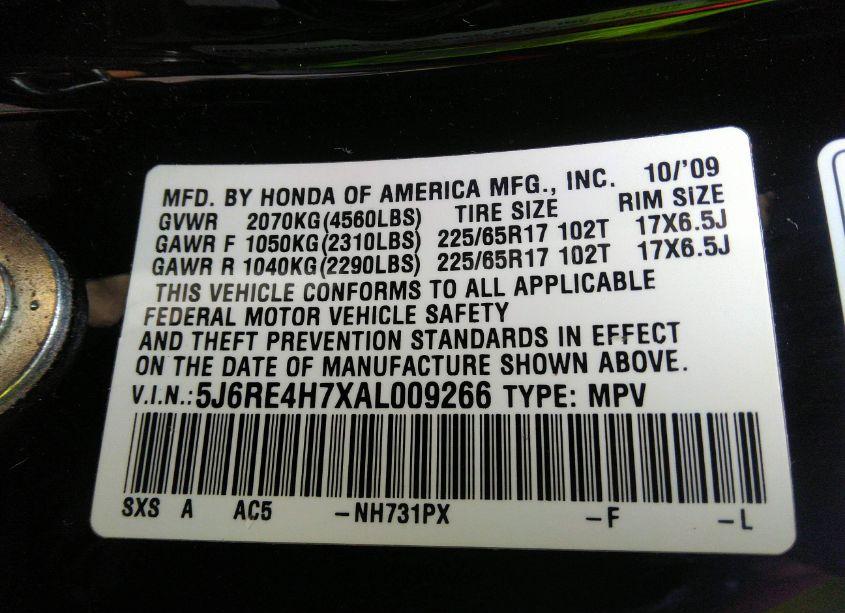 MFD. BY HONDA OF AMERICA MFG., INC. 10/'09
GVWR 2070KG(4560LBS) TIRE SIZE RIM SIZE
GAWR F 1050KG(2310LBS) 225/65R17 102T 17X6.5J
GAWR R 1040KG(2290LBS) 225/65R17 102T 17X6.5J
THIS VEHICLE CONFORMS TO ALL APPLICABLE
FEDERAL MOTOR VEHICLE SAFETY
AND THEFT PREVENTION STANDARDS IN EFFECT
ON THE DATE OF MANUFACTURE SHOWN ABOVE.
V.I.N.: 5J6RE4H7XAL009266 TYPE: MPV
SXS A AC5 -NH731PX -F -L